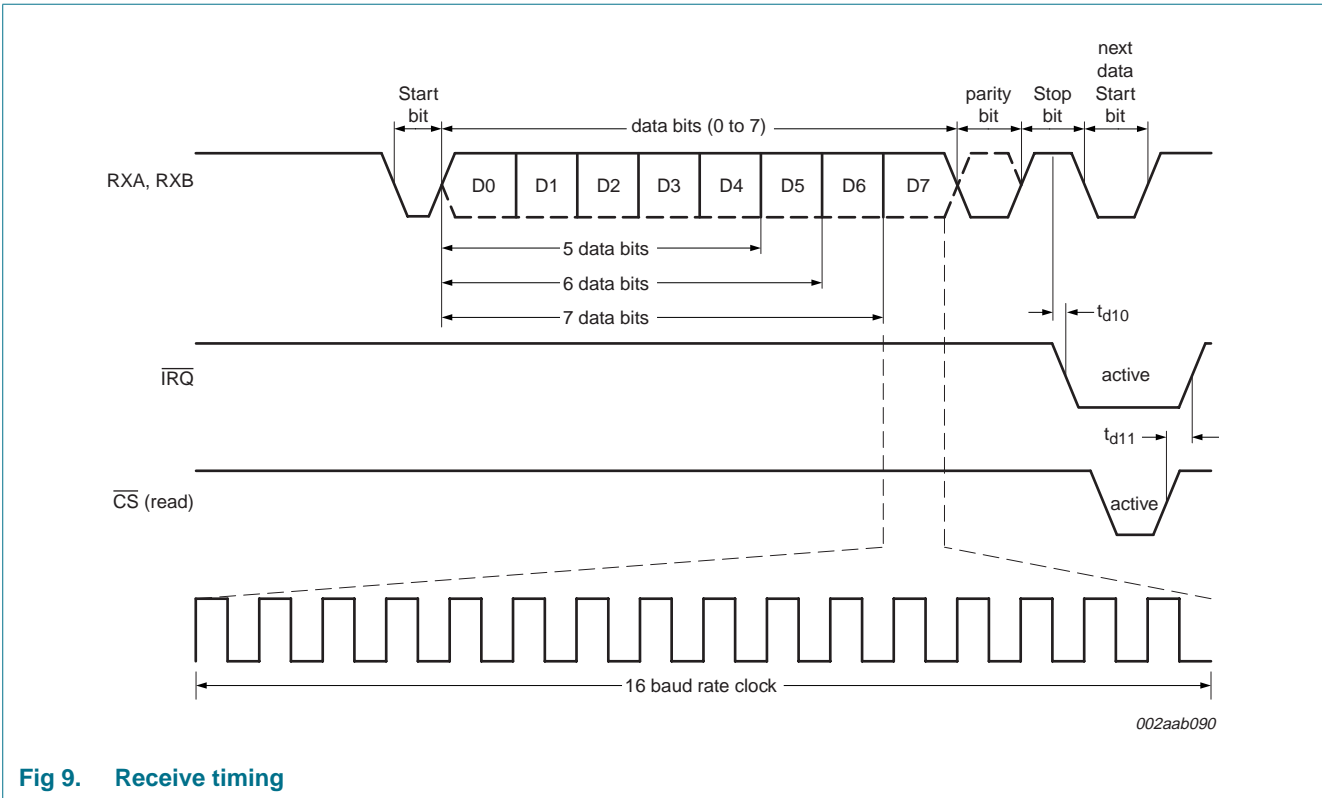 next
data
Start
bit
Start
bit
parity
bit
Stop
bit
data bits (0 to 7)
RXA, RXB
D0 D1 D2 D3 D4 D5 D6 D7
5 data bits
6 data bits
7 data bits
td10
IRQ
active
td11
CS (read)
active
16 baud rate clock
002aab090
Fig 9. Receive timing